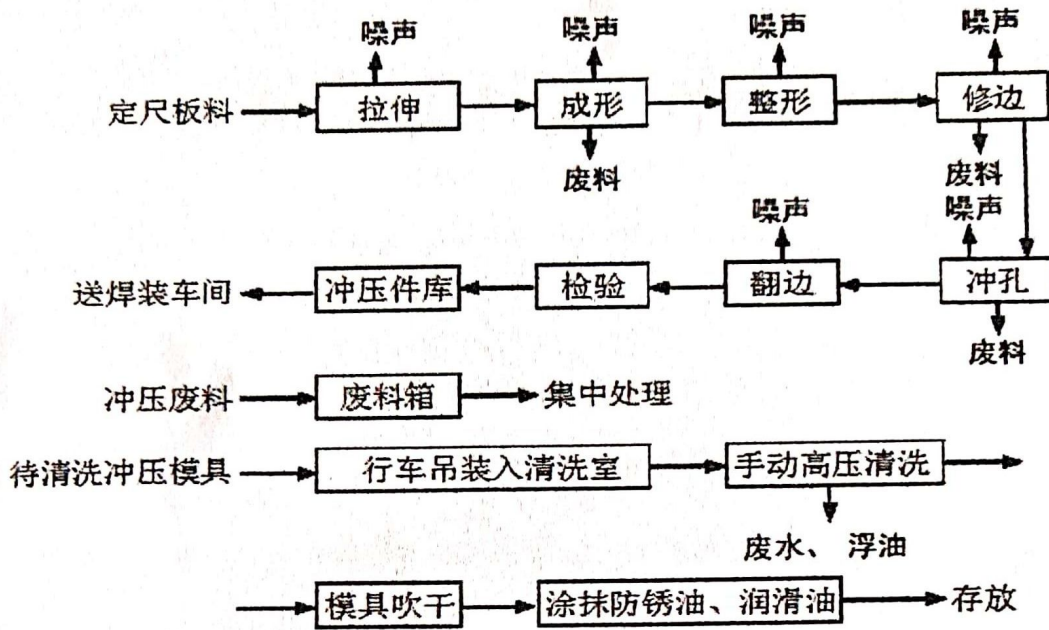 噪声 噪声 噪声 噪声
定尺板料 拉伸 成形 整形 修边
废料 废料
噪声 噪声
送焊装车间 冲压件库 检验 翻边 冲孔
废料
冲压废料 废料箱 集中处理
待清洗冲压模具 行车吊装入清洗室 手动高压清洗
废水、浮油
模具吹干 涂抹防锈油、润滑油 存放